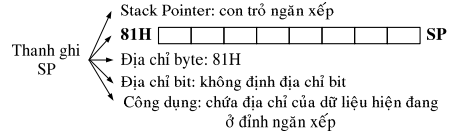 Stack Pointer: con trỏ ngăn xếp
Thanh ghi
SP
81H SP
Địa chỉ byte: 81H
Địa chỉ bit: không định địa chỉ bit
Công dụng: chứa địa chỉ của dữ liệu hiện đang
ở đỉnh ngăn xếp